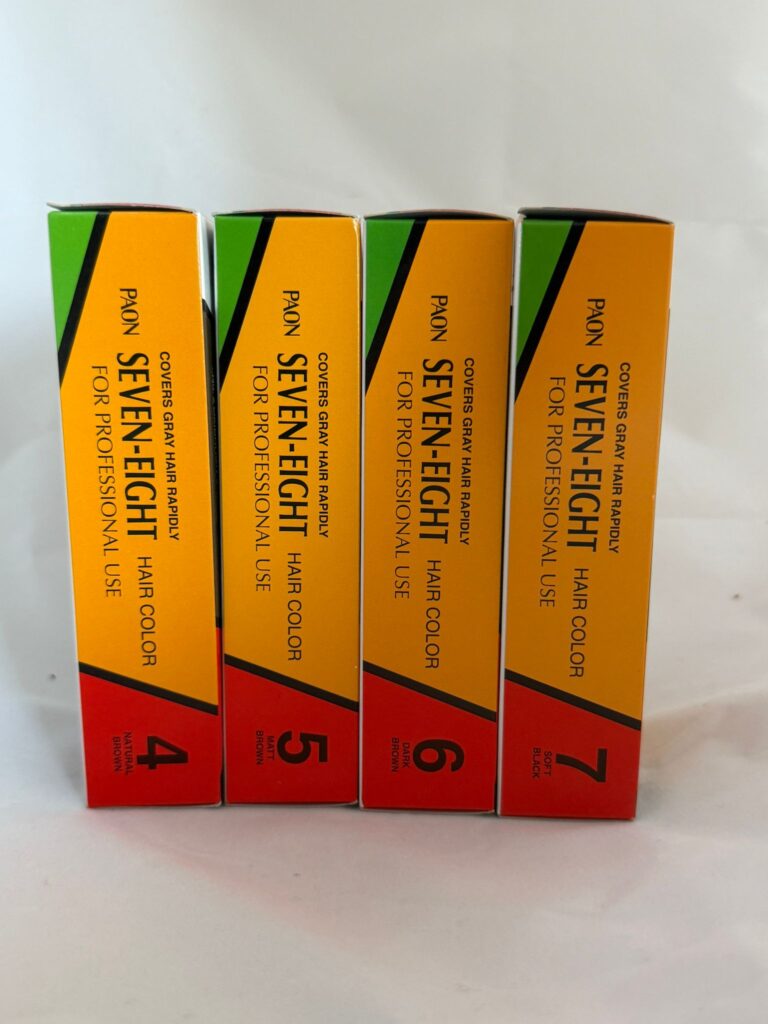 COVERS GRAY HAIR RAPIDLY
PAON SEVEN-EIGHT HAIR COLOR
FOR PROFESSIONAL USE
4
NATURAL
BROWN
COVERS GRAY HAIR RAPIDLY
PAON SEVEN-EIGHT HAIR COLOR
FOR PROFESSIONAL USE
5
MATT
BROWN
COVERS GRAY HAIR RAPIDLY
PAON SEVEN-EIGHT HAIR COLOR
FOR PROFESSIONAL USE
6
DARK
BROWN
COVERS GRAY HAIR RAPIDLY
PAON SEVEN-EIGHT HAIR COLOR
FOR PROFESSIONAL USE
7
SOFT
BLACK